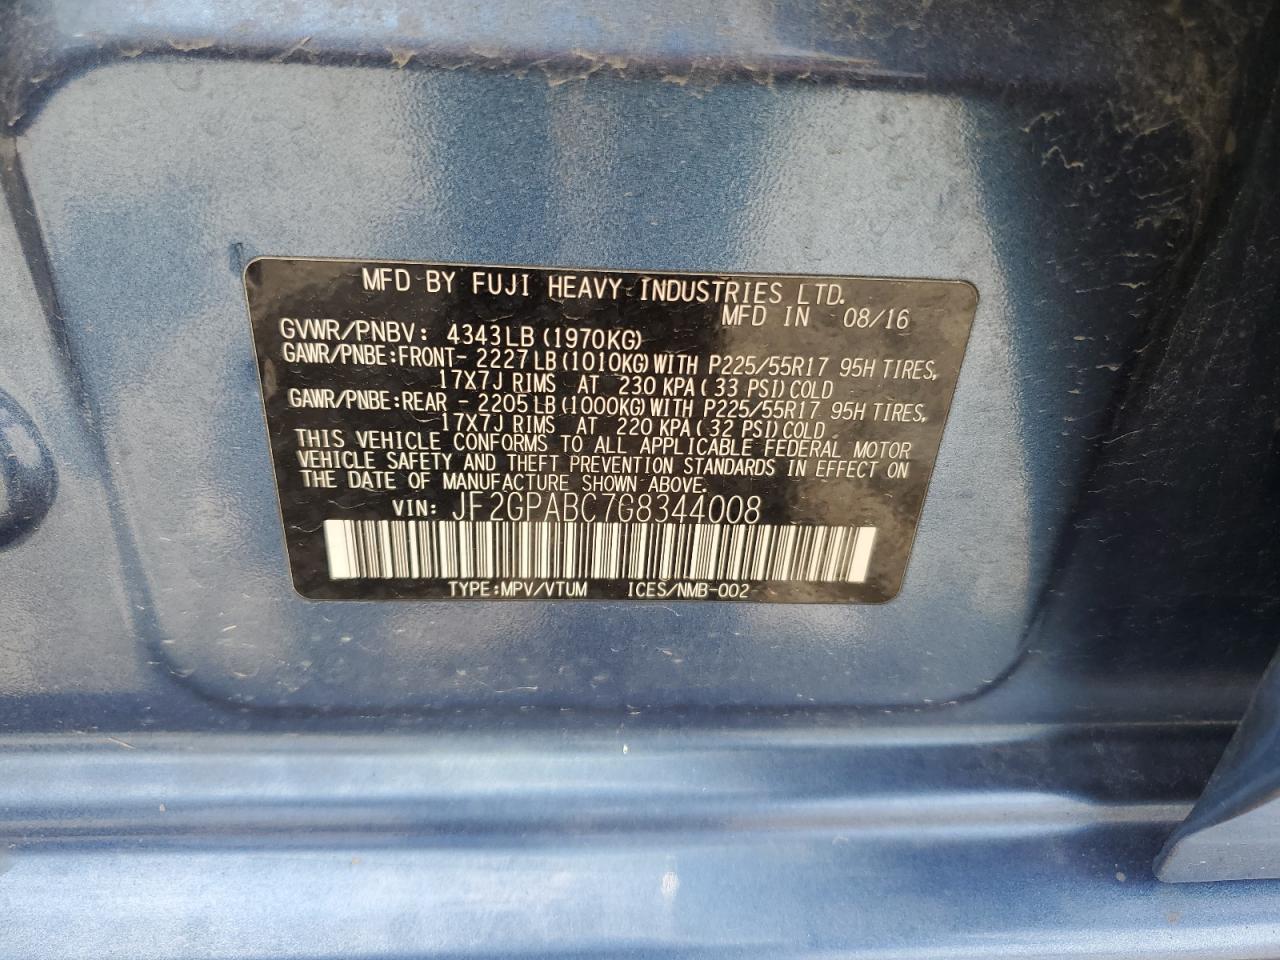 MFD BY FUJI HEAVY INDUSTRIES LTD.
MFD IN 08/16
GVWR/PNBV: 4343LB (1970KG)
GAWR/PNBE:FRONT- 2227LB(1010KG)WITH P225/55R17 95H TIRES,
17X7J RIMS AT 230 KPA( 33 PSI)COLD
GAWR/PNBE:REAR - 2205LB(1000KG)WITH P225/55R17 95H TIRES,
17X7J RIMS AT 220 KPA( 32 PSI)COLD.
THIS VEHICLE CONFORMS TO ALL APPLICABLE FEDERAL MOTOR
VEHICLE SAFETY AND THEFT PREVENTION STANDARDS IN EFFECT ON
THE DATE OF MANUFACTURE SHOWN ABOVE.
VIN: JF2GPABC7G8344008
TYPE:MPV/VTUM ICES/NMB-002